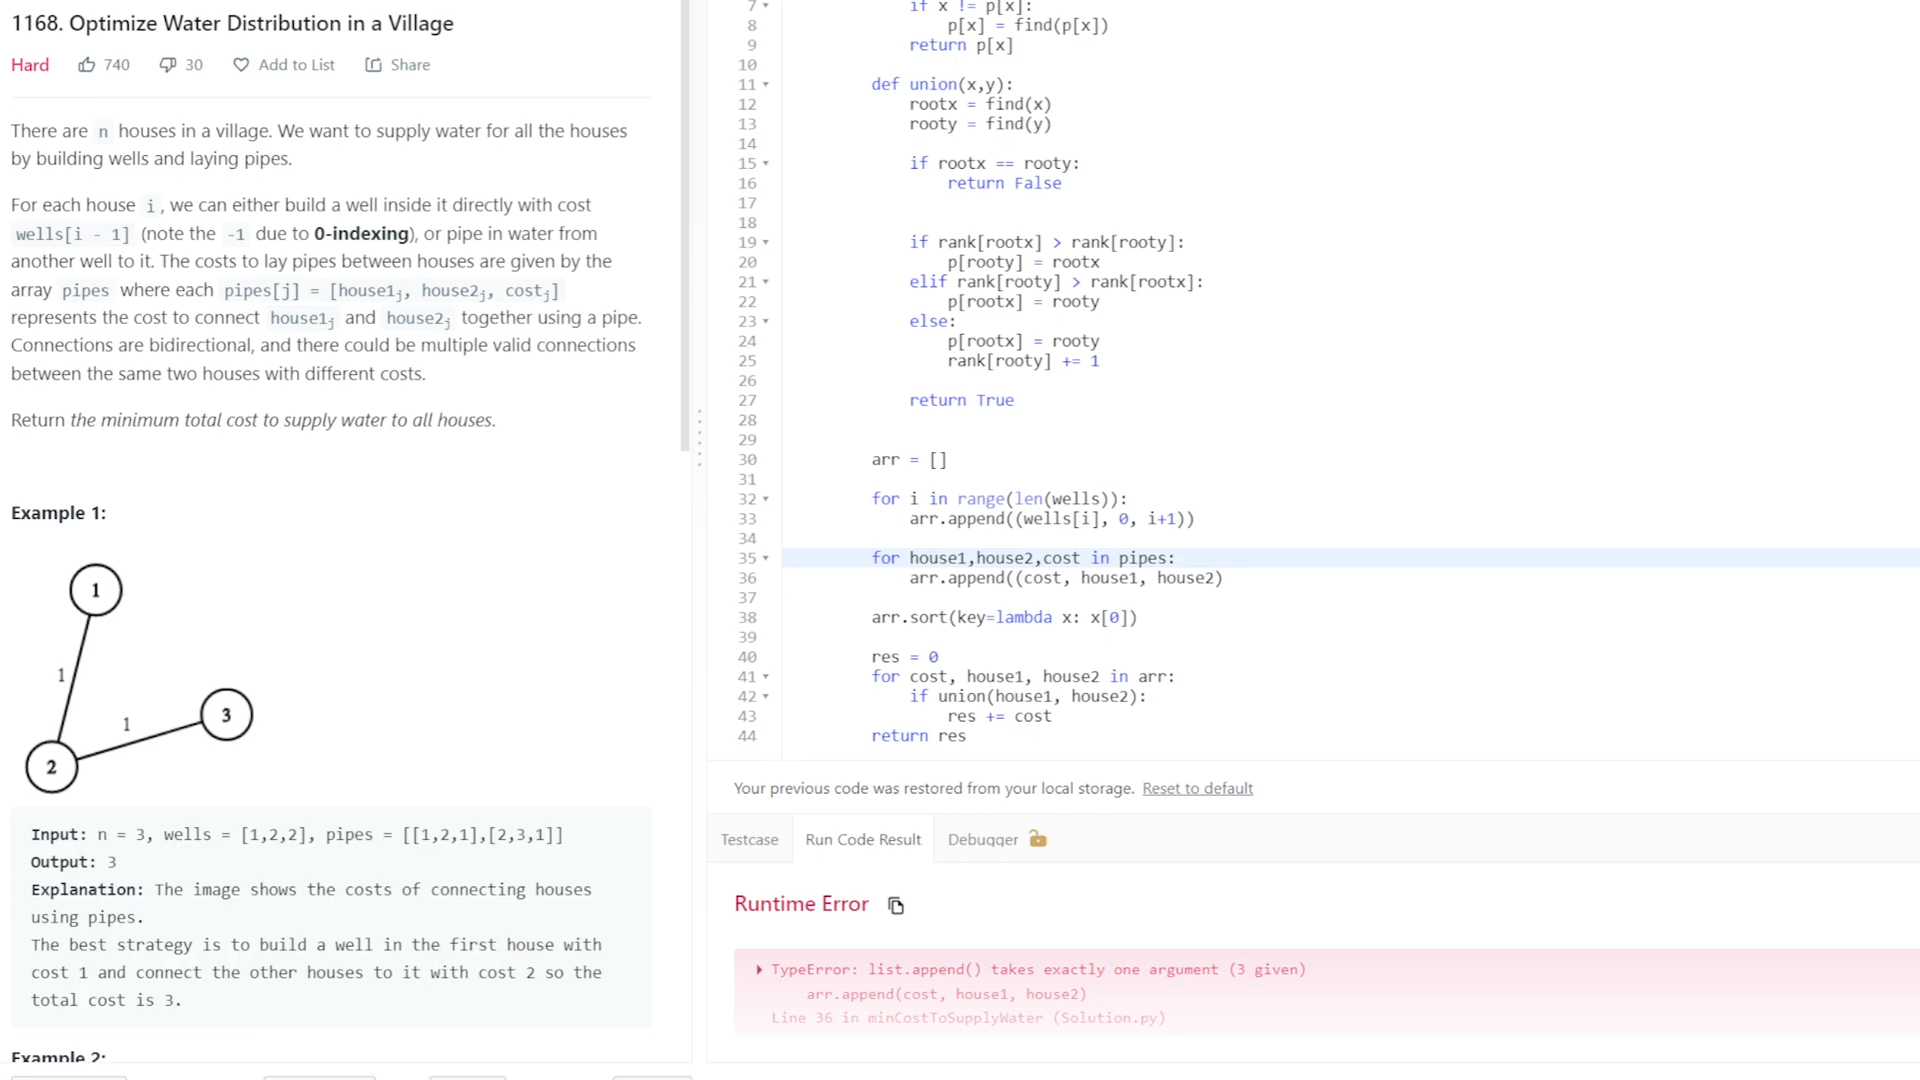 1168. Optimize Water Distribution in a Village
Hard 740 30 Add to List Share
There are n houses in a village. We want to supply water for all the houses
by building wells and laying pipes.
For each house i, we can either build a well inside it directly with cost
wells[i - 1] (note the -1 due to 0-indexing), or pipe in water from
another well to it. The costs to lay pipes between houses are given by the
array pipes where each pipes[j] = [house1j, house2j, costj]
represents the cost to connect house1j and house2j together using a pipe.
Connections are bidirectional, and there could be multiple valid connections
between the same two houses with different costs.
Return the minimum total cost to supply water to all houses.
Example 1:
1
1
3
1
2
Input: n = 3, wells = [1,2,2], pipes = [[1,2,1],[2,3,1]]
Output: 3
Explanation: The image shows the costs of connecting houses
using pipes.
The best strategy is to build a well in the first house with
cost 1 and connect the other houses to it with cost 2 so the
total cost is 3.
Example 2:
7 if x != p[x]:
8 p[x] = find(p[x])
9 return p[x]
10
11 def union(x,y):
12 rootx = find(x)
13 rooty = find(y)
14
15 if rootx == rooty:
16 return False
17
18
19 if rank[rootx] > rank[rooty]:
20 p[rooty] = rootx
21 elif rank[rooty] > rank[rootx]:
22 p[rootx] = rooty
23 else:
24 p[rootx] = rooty
25 rank[rooty] += 1
26
27 return True
28
29
30 arr = []
31
32 for i in range(len(wells)):
33 arr.append((wells[i], 0, i+1))
34
35 for house1,house2,cost in pipes:
36 arr.append((cost, house1, house2)
37
38 arr.sort(key=lambda x: x[0])
39
40 res = 0
41 for cost, house1, house2 in arr:
42 if union(house1, house2):
43 res += cost
44 return res
Your previous code was restored from your local storage. Reset to default
Testcase Run Code Result Debugger
Runtime Error
TypeError: list.append() takes exactly one argument (3 given)
arr.append(cost, house1, house2)
Line 36 in minCostToSupplyWater (Solution.py)